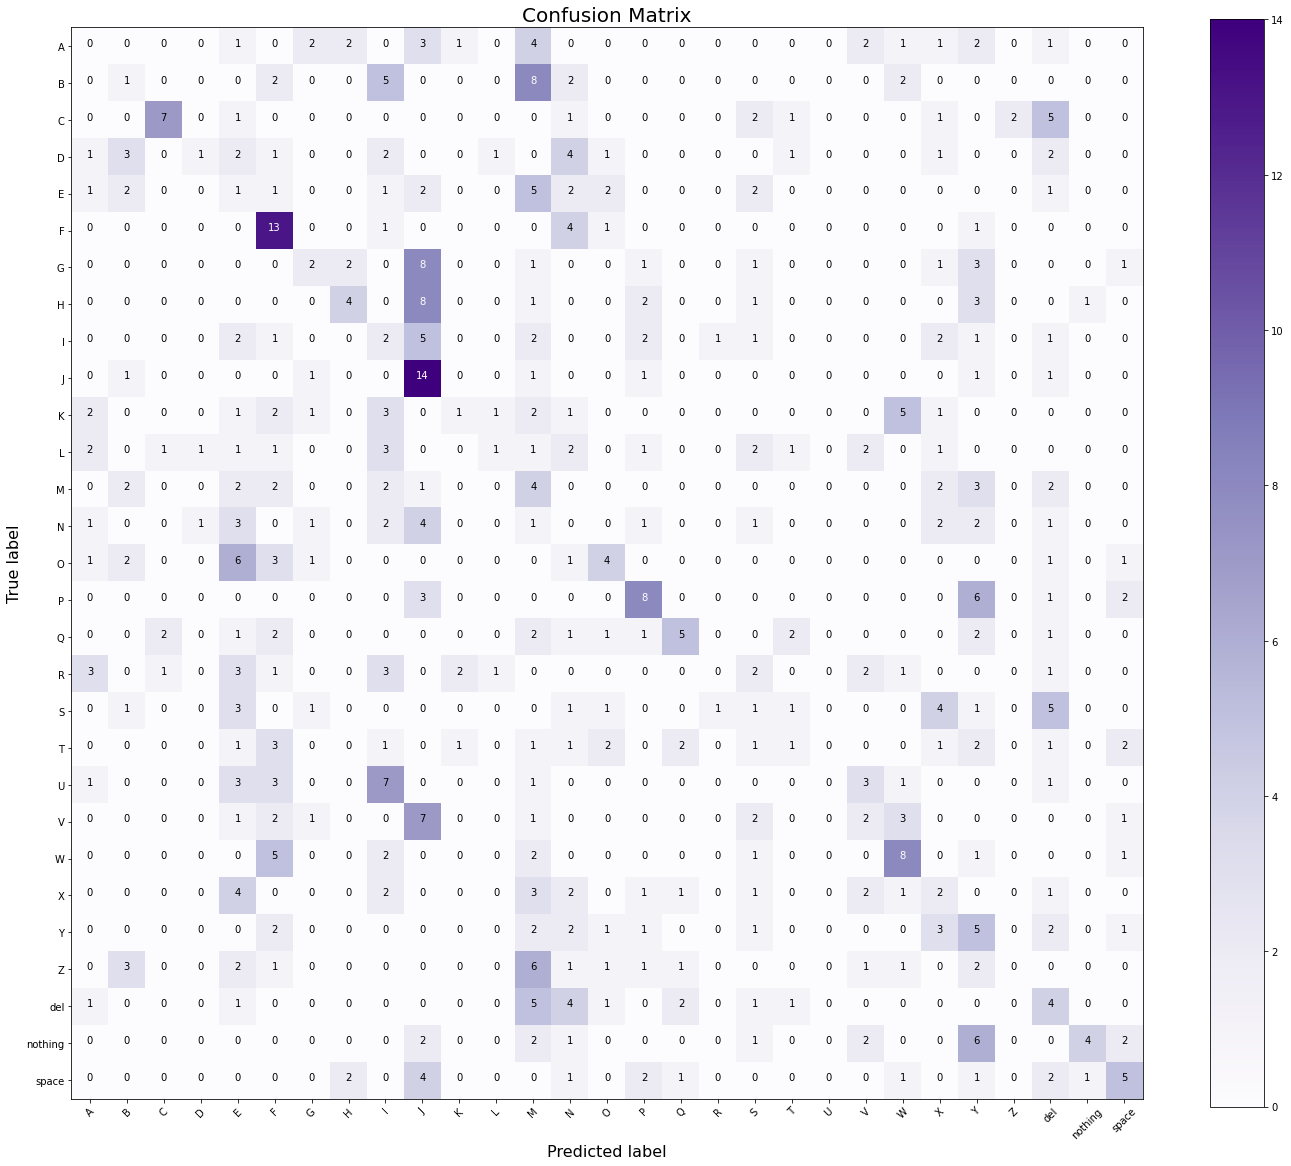 Confusion Matrix
A 0 0 0 0 1 0 2 2 0 3 1 0 4 0 0 0 0 0 0 0 0 2 1 1 2 0 1 0 0
B 0 1 0 0 0 2 0 0 5 0 0 0 8 2 0 0 0 0 0 0 0 0 2 0 0 0 0 0 0
C 0 0 7 0 1 0 0 0 0 0 0 0 0 1 0 0 0 0 2 1 0 0 0 1 0 2 5 0 0
D 1 3 0 1 2 1 0 0 2 0 0 1 0 4 1 0 0 0 0 1 0 0 0 1 0 0 2 0 0
E 1 2 0 0 1 1 0 0 1 2 0 0 5 2 2 0 0 0 2 0 0 0 0 0 0 0 1 0 0
F 0 0 0 0 0 13 0 0 1 0 0 0 0 4 1 0 0 0 0 0 0 0 0 0 1 0 0 0 0
G 0 0 0 0 0 0 2 2 0 8 0 0 1 0 0 1 0 0 1 0 0 0 0 1 3 0 0 0 1
H 0 0 0 0 0 0 0 4 0 8 0 0 1 0 0 2 0 0 1 0 0 0 0 0 3 0 0 1 0
I 0 0 0 0 2 1 0 0 2 5 0 0 2 0 0 2 0 1 1 0 0 0 0 2 1 0 1 0 0
J 0 1 0 0 0 0 1 0 0 14 0 0 1 0 0 1 0 0 0 0 0 0 0 0 1 0 1 0 0
K 2 0 0 0 1 2 1 0 3 0 1 1 2 1 0 0 0 0 0 0 0 0 5 1 0 0 0 0 0
L 2 0 1 1 1 1 0 0 3 0 0 1 1 2 0 1 0 0 2 1 0 2 0 1 0 0 0 0 0
M 0 2 0 0 2 2 0 0 2 1 0 0 4 0 0 0 0 0 0 0 0 0 0 2 3 0 2 0 0
N 1 0 0 1 3 0 1 0 2 4 0 0 1 0 0 1 0 0 1 0 0 0 0 2 2 0 1 0 0
O 1 2 0 0 6 3 1 0 0 0 0 0 0 1 4 0 0 0 0 0 0 0 0 0 0 0 1 0 1
P 0 0 0 0 0 0 0 0 0 3 0 0 0 0 0 8 0 0 0 0 0 0 0 0 6 0 1 0 2
Q 0 0 2 0 1 2 0 0 0 0 0 0 2 1 1 1 5 0 0 2 0 0 0 0 2 0 1 0 0
R 3 0 1 0 3 1 0 0 3 0 2 1 0 0 0 0 0 0 2 0 0 2 1 0 0 0 1 0 0
S 0 1 0 0 3 0 1 0 0 0 0 0 0 1 1 0 0 1 1 1 0 0 0 4 1 0 5 0 0
T 0 0 0 0 1 3 0 0 1 0 1 0 1 1 2 0 2 0 1 1 0 0 0 1 2 0 1 0 2
U 1 0 0 0 3 3 0 0 7 0 0 0 1 0 0 0 0 0 0 0 0 3 1 0 0 0 1 0 0
V 0 0 0 0 1 2 1 0 0 7 0 0 1 0 0 0 0 0 2 0 0 2 3 0 0 0 0 0 1
W 0 0 0 0 0 5 0 0 2 0 0 0 2 0 0 0 0 0 1 0 0 0 8 0 1 0 0 0 1
X 0 0 0 0 4 0 0 0 2 0 0 0 3 2 0 1 1 0 1 0 0 2 1 2 0 0 1 0 0
Y 0 0 0 0 0 2 0 0 0 0 0 0 2 2 1 1 0 0 1 0 0 0 0 3 5 0 2 0 1
Z 0 3 0 0 2 1 0 0 0 0 0 0 6 1 1 1 1 0 0 0 0 1 1 0 2 0 0 0 0
del 1 0 0 0 1 0 0 0 0 0 0 0 5 4 1 0 2 0 1 1 0 0 0 0 0 0 4 0 0
nothing 0 0 0 0 0 0 0 0 0 2 0 0 2 1 0 0 0 0 1 0 0 2 0 0 6 0 0 4 2
space 0 0 0 0 0 0 0 2 0 4 0 0 0 1 0 2 1 0 0 0 0 0 1 0 1 0 2 1 5
A B C D E F G H I J K L M N O P Q R S T U V W X Y Z del nothing space
Predicted label
True label
14
12
10
8
6
4
2
0